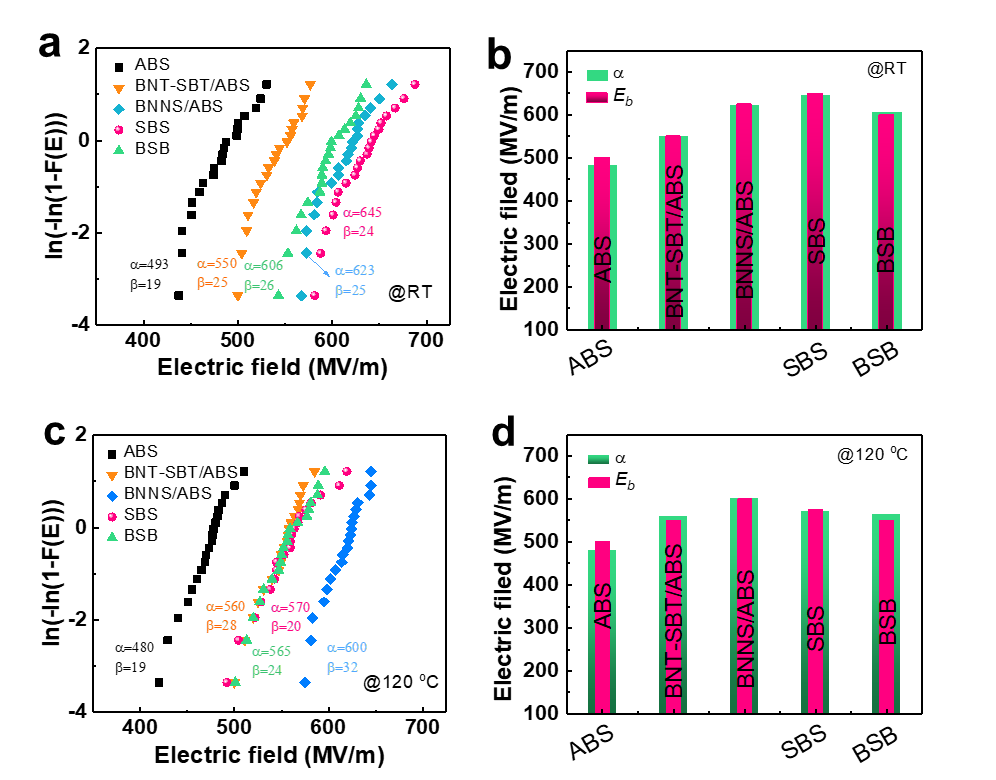 a
2
0
-2
-4
ln(-ln(1-F(E)))
ABS
BNT-SBT/ABS
BNNS/ABS
SBS
BSB
α=493
β=19
α=550
β=25
α=606
β=26
α=645
β=24
α=623
β=25
@RT
400
500
600
700
Electric field (MV/m)
b
700
600
500
400
300
200
100
Electric filed (MV/m)
α
Eb
@RT
ABS
BNT-SBT/ABS
BNNS/ABS
SBS
BSB
ABS
SBS
BSB
c
2
0
-2
-4
ln(-ln(1-F(E)))
ABS
BNT-SBT/ABS
BNNS/ABS
SBS
BSB
α=480
β=19
α=560
β=28
α=570
β=20
α=565
β=24
α=600
β=32
@120 ⁰C
400
500
600
700
Electric field (MV/m)
d
700
600
500
400
300
200
100
Electric filed (MV/m)
α
Eb
@120 ⁰C
ABS
BNT-SBT/ABS
BNNS/ABS
SBS
BSB
ABS
SBS
BSB